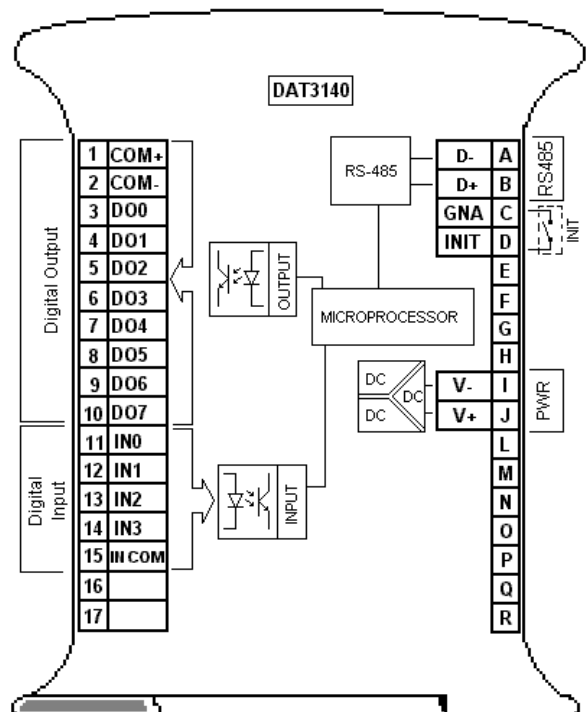 DAT3140
Digital Output
1 COM+
2 COM-
3 DO0
4 DO1
5 DO2
6 DO3
7 DO4
8 DO5
9 DO6
10 DO7
Digital
Input
11 IN0
12 IN1
13 IN2
14 IN3
15 IN COM
16
17
OUTPUT
INPUT
RS-485
MICROPROCESSOR
DC
DC
DC
D- A
D+ B
GNA C
INIT D
E
F
G
H
V- I
V+ J
L
M
N
O
P
Q
R
RS485
INIT
PWR